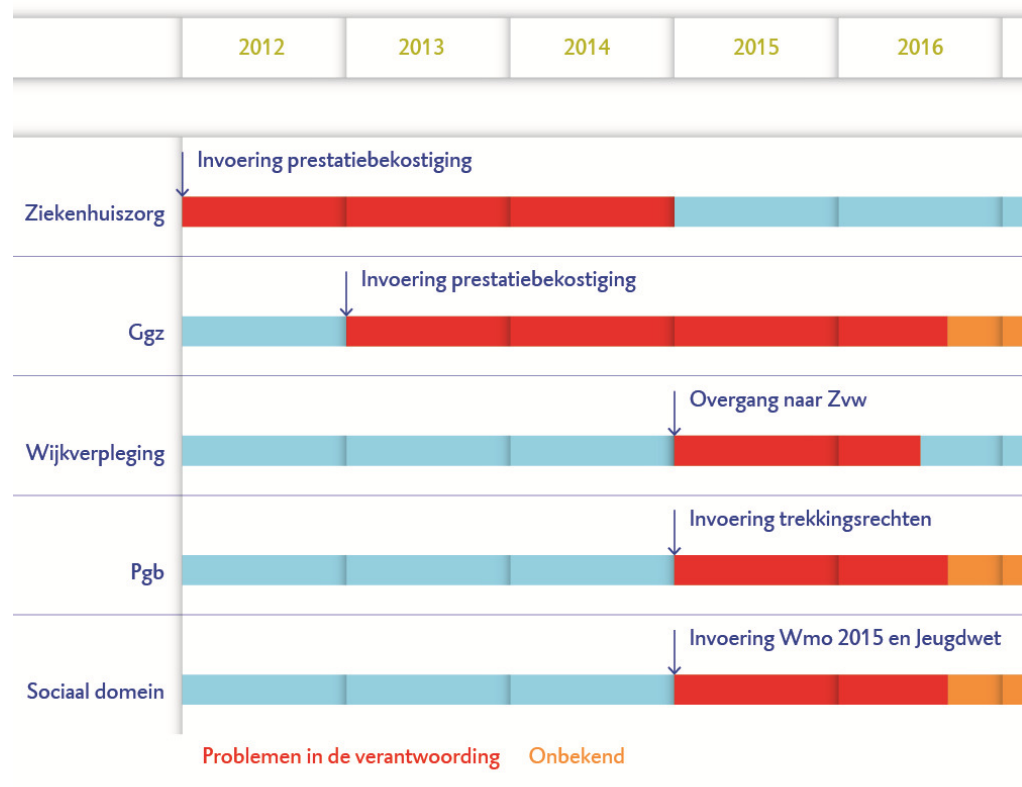 2012 2013 2014 2015 2016
Invoering prestatiebekostiging
Ziekenhuiszorg
Invoering prestatiebekostiging
Ggz
Overgang naar Zvw
Wijkverpleging
Invoering trekkingsrechten
Pgb
Invoering Wmo 2015 en Jeugdwet
Sociaal domein
Problemen in de verantwoording Onbekend